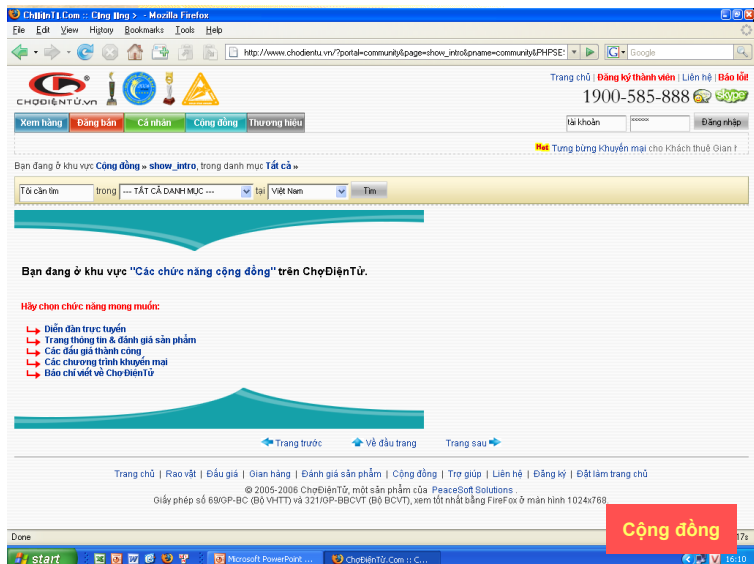 ChợĐiệnTử.Com :: Cộng đồng > - Mozilla Firefox
File Edit View History Bookmarks Tools Help
http://www.chodientu.vn/?portal=community&page=show_intro&pname=community&PHPSE
Google
Trang chủ | Đăng ký thành viên | Liên hệ | Báo lỗi!
CHỢĐIỆNTỬ.vn
1900-585-888
Xem hàng Đăng bán Cá nhân Cộng đồng Thương hiệu
tài khoản ****** Đăng nhập
Hot Tưng bừng Khuyến mại cho Khách thuê Gian h
Bạn đang ở khu vực Cộng đồng » show_intro, trong danh mục Tất cả »
Tôi cần tìm trong --- TẤT CẢ DANH MỤC --- tại Việt Nam Tìm
Bạn đang ở khu vực "Các chức năng cộng đồng" trên ChợĐiệnTử.
Hãy chọn chức năng mong muốn:
Diễn đàn trực tuyến
Trang thông tin & đánh giá sản phẩm
Các đấu giá thành công
Các chương trình khuyến mại
Báo chí viết về ChợĐiệnTử
Trang trước Về đầu trang Trang sau
Trang chủ | Rao vặt | Đấu giá | Gian hàng | Đánh giá sản phẩm | Cộng đồng | Trợ giúp | Liên hệ | Đăng ký | Đặt làm trang chủ
© 2005-2006 ChợĐiệnTử, một sản phẩm của PeaceSoft Solutions .
Giấy phép số 69/GP-BC (Bộ VHTT) và 321/GP-BBCVT (Bộ BCVT), xem tốt nhất bằng FireFox ở màn hình 1024x768.
Cộng đồng
Done
17s
start
Microsoft PowerPoint ...
ChợĐiệnTử.Com :: C...
16:10